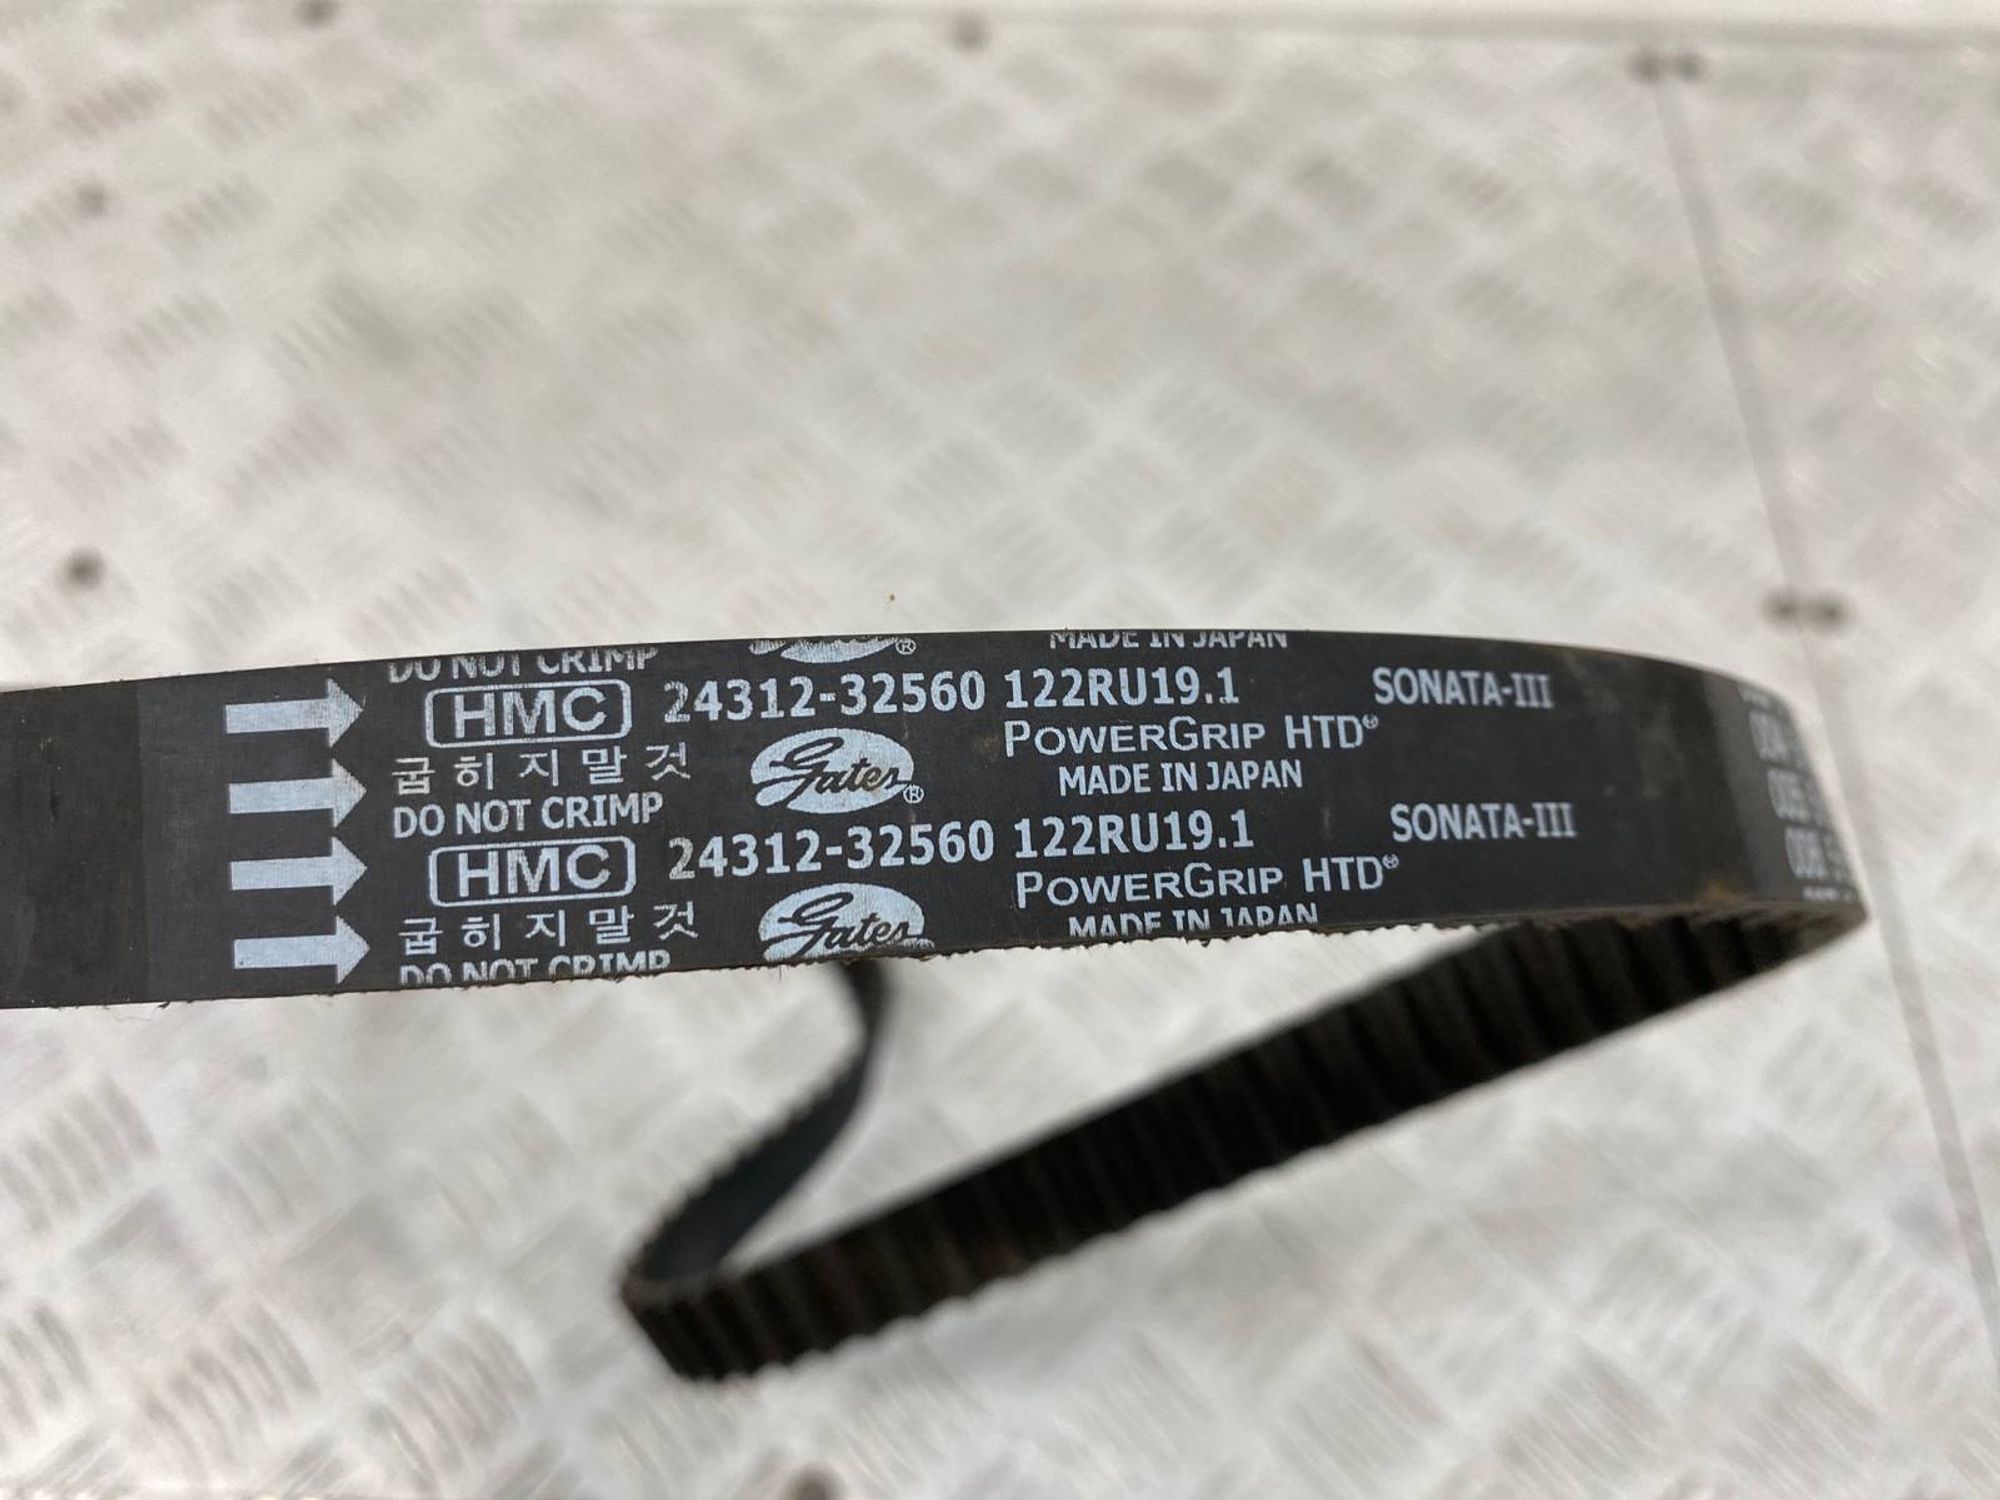 DO NOT CRIMP
MADE IN JAPAN
HMC 24312-32560 122RU19.1 SONATA-III
굽히지말것 Gates® POWERGRIP HTD®
DO NOT CRIMP MADE IN JAPAN
HMC 24312-32560 122RU19.1 SONATA-III
굽히지말것 Gates® POWERGRIP HTD®
DO NOT CRIMP MADE IN JAPAN